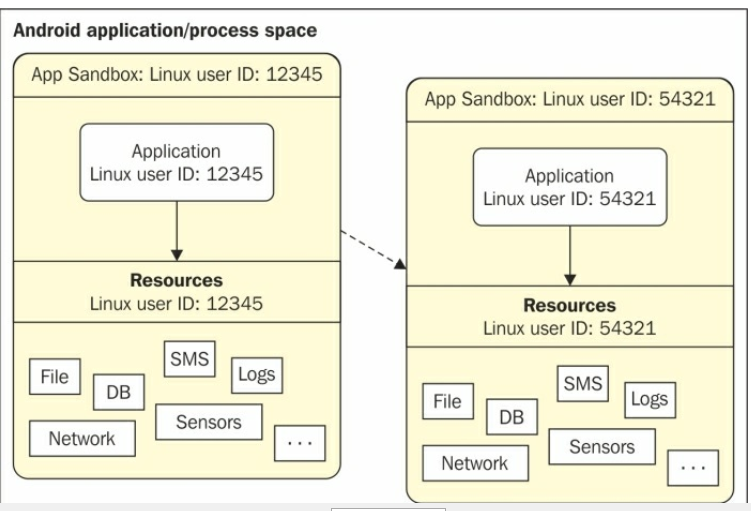 Android application/process space
App Sandbox: Linux user ID: 12345
Application
Linux user ID: 12345
Resources
Linux user ID: 12345
File
DB
SMS
Logs
Network
Sensors
...
App Sandbox: Linux user ID: 54321
Application
Linux user ID: 54321
Resources
Linux user ID: 54321
File
DB
SMS
Logs
Network
Sensors
...